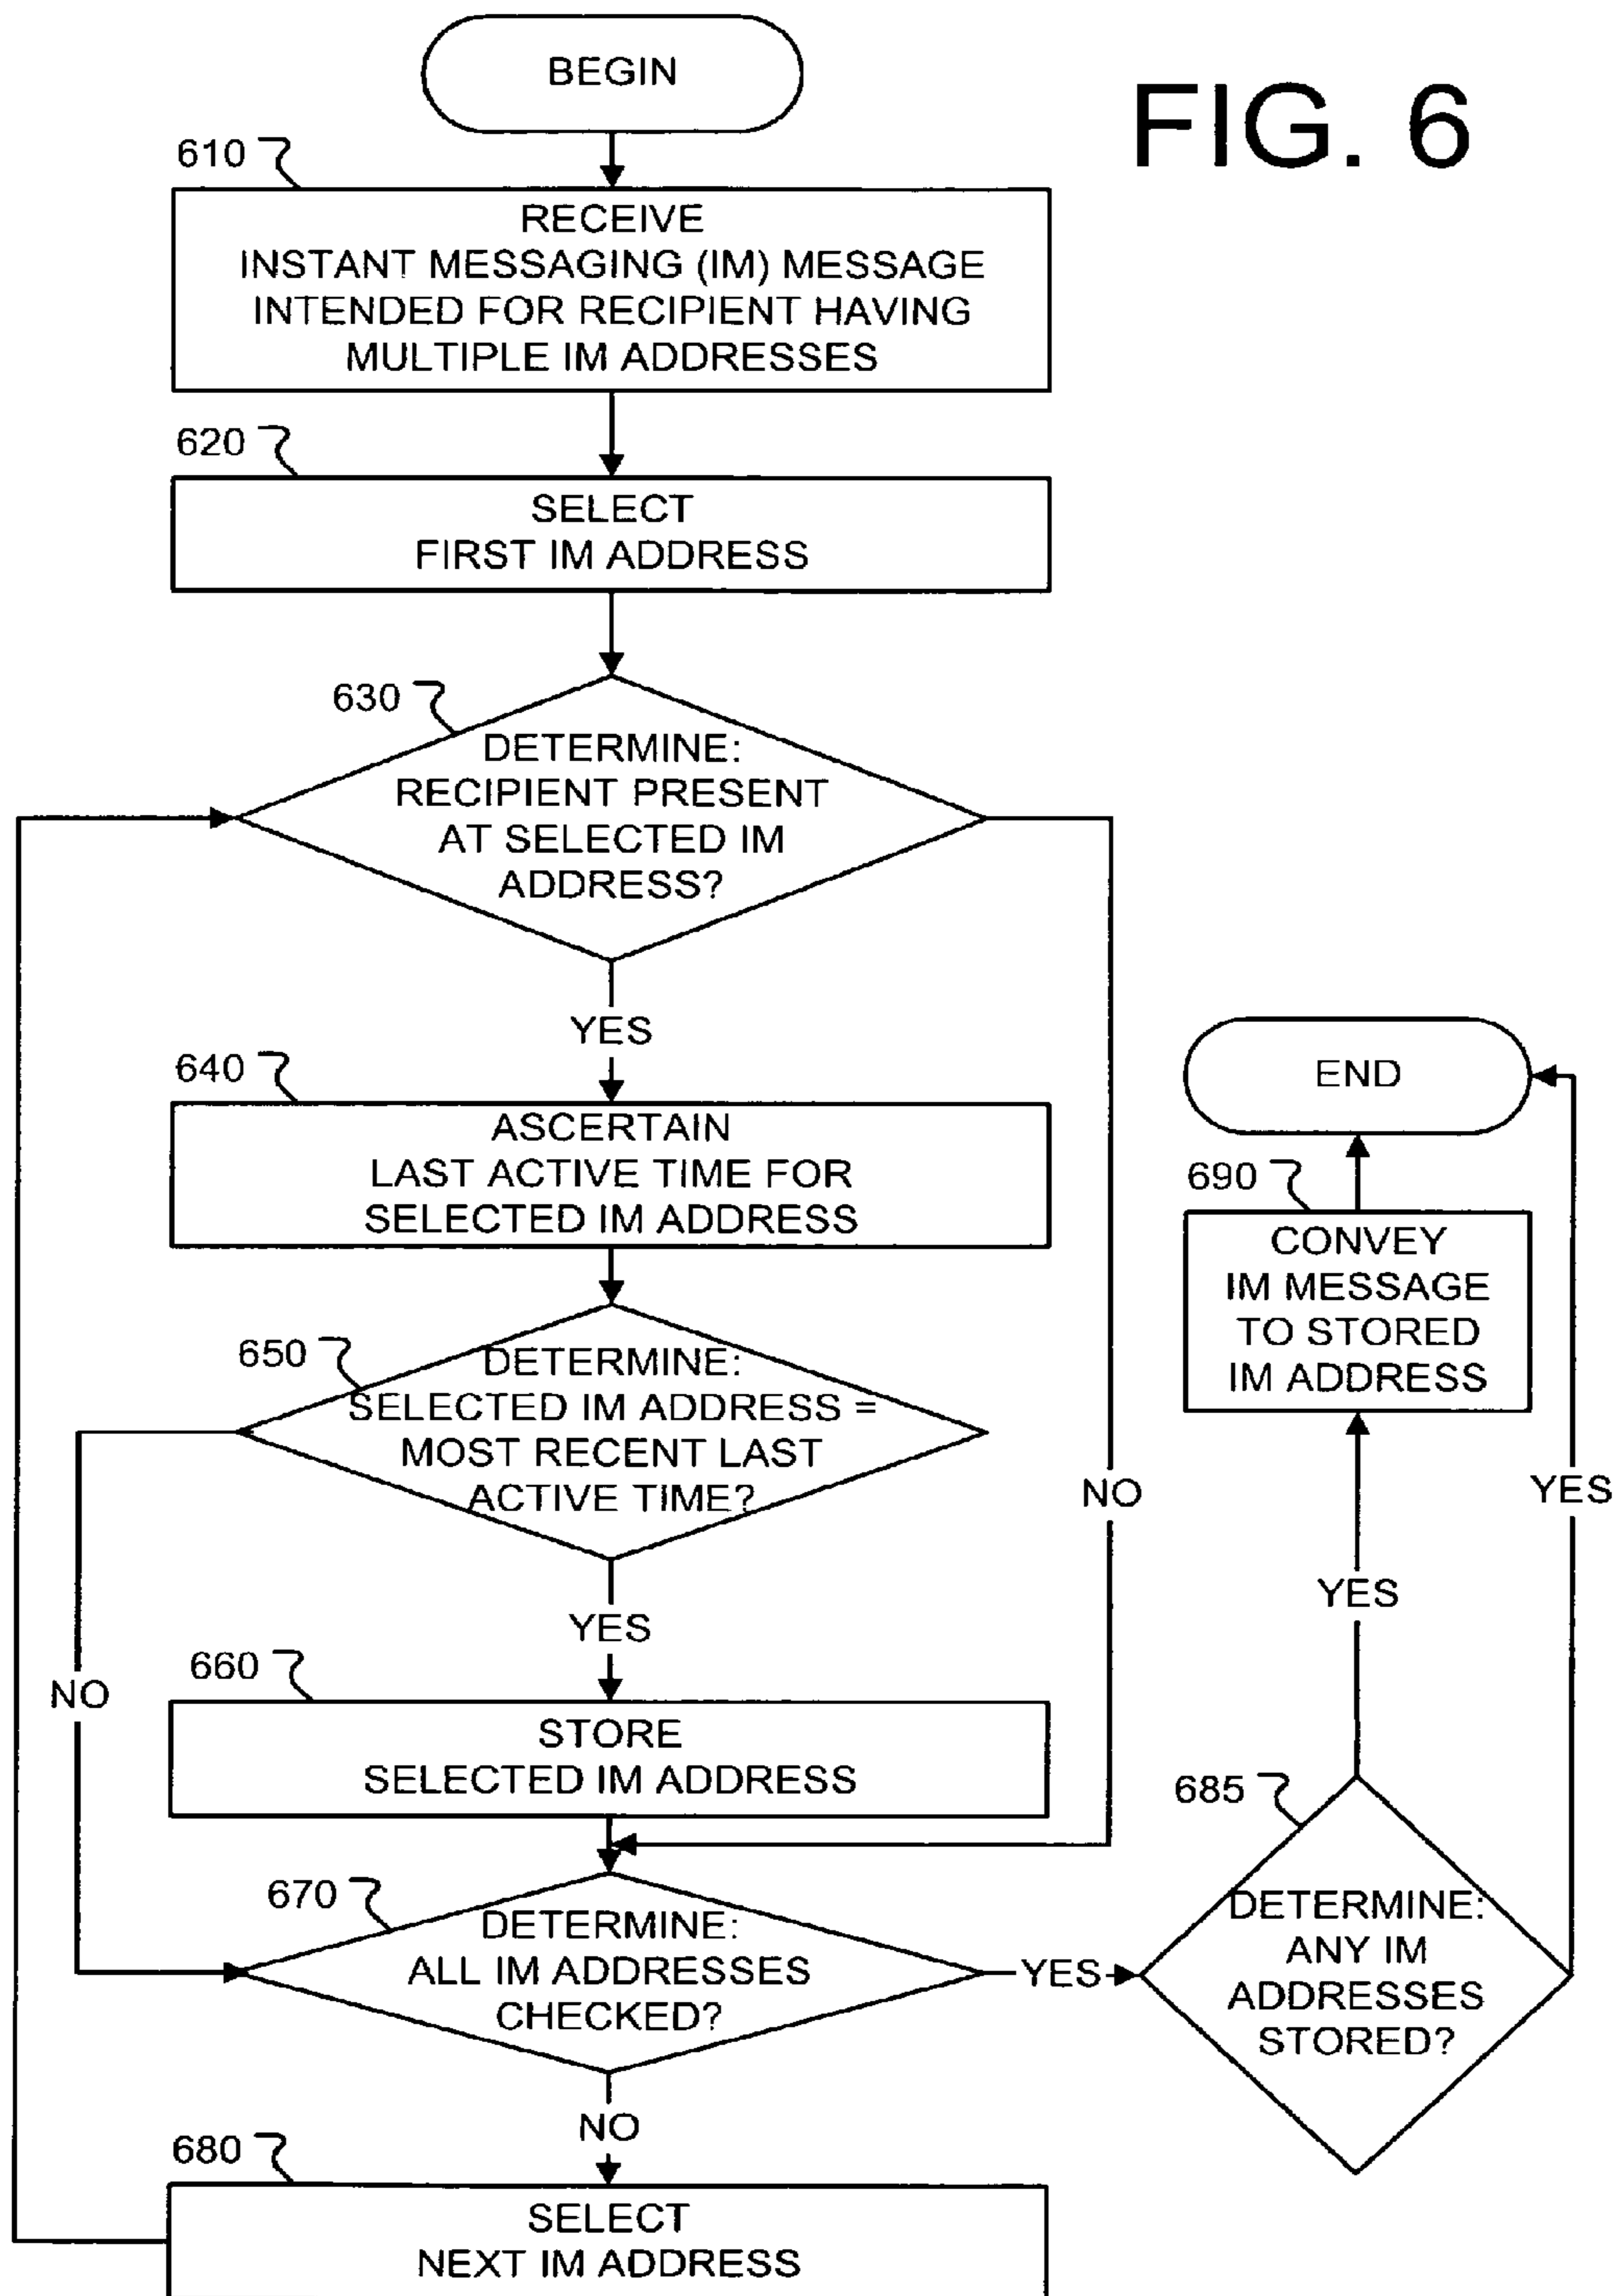 FIG. 6
BEGIN
610
RECEIVE
INSTANT MESSAGING (IM) MESSAGE
INTENDED FOR RECIPIENT HAVING
MULTIPLE IM ADDRESSES
620
SELECT
FIRST IM ADDRESS
630
DETERMINE:
RECIPIENT PRESENT
AT SELECTED IM
ADDRESS?
YES
NO
640
ASCERTAIN
LAST ACTIVE TIME FOR
SELECTED IM ADDRESS
650
DETERMINE:
SELECTED IM ADDRESS =
MOST RECENT LAST
ACTIVE TIME?
YES
NO
660
STORE
SELECTED IM ADDRESS
670
DETERMINE:
ALL IM ADDRESSES
CHECKED?
YES
NO
680
SELECT
NEXT IM ADDRESS
685
DETERMINE:
ANY IM
ADDRESSES
STORED?
YES
YES
690
CONVEY
IM MESSAGE
TO STORED
IM ADDRESS
END